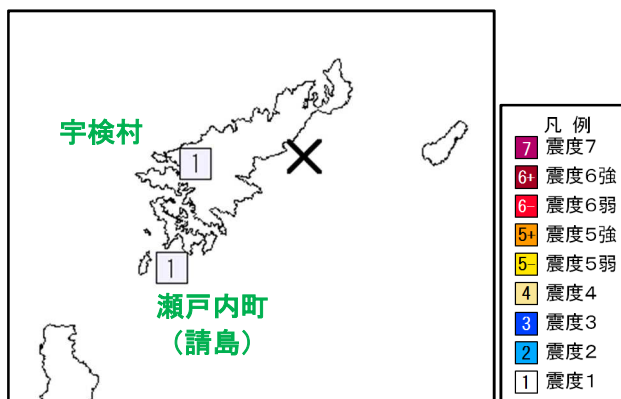 宇検村
1
1
瀬戸内町
(請島)
凡 例
7 震度7
6+ 震度6強
6- 震度6弱
5+ 震度5強
5- 震度5弱
4 震度4
3 震度3
2 震度2
1 震度1